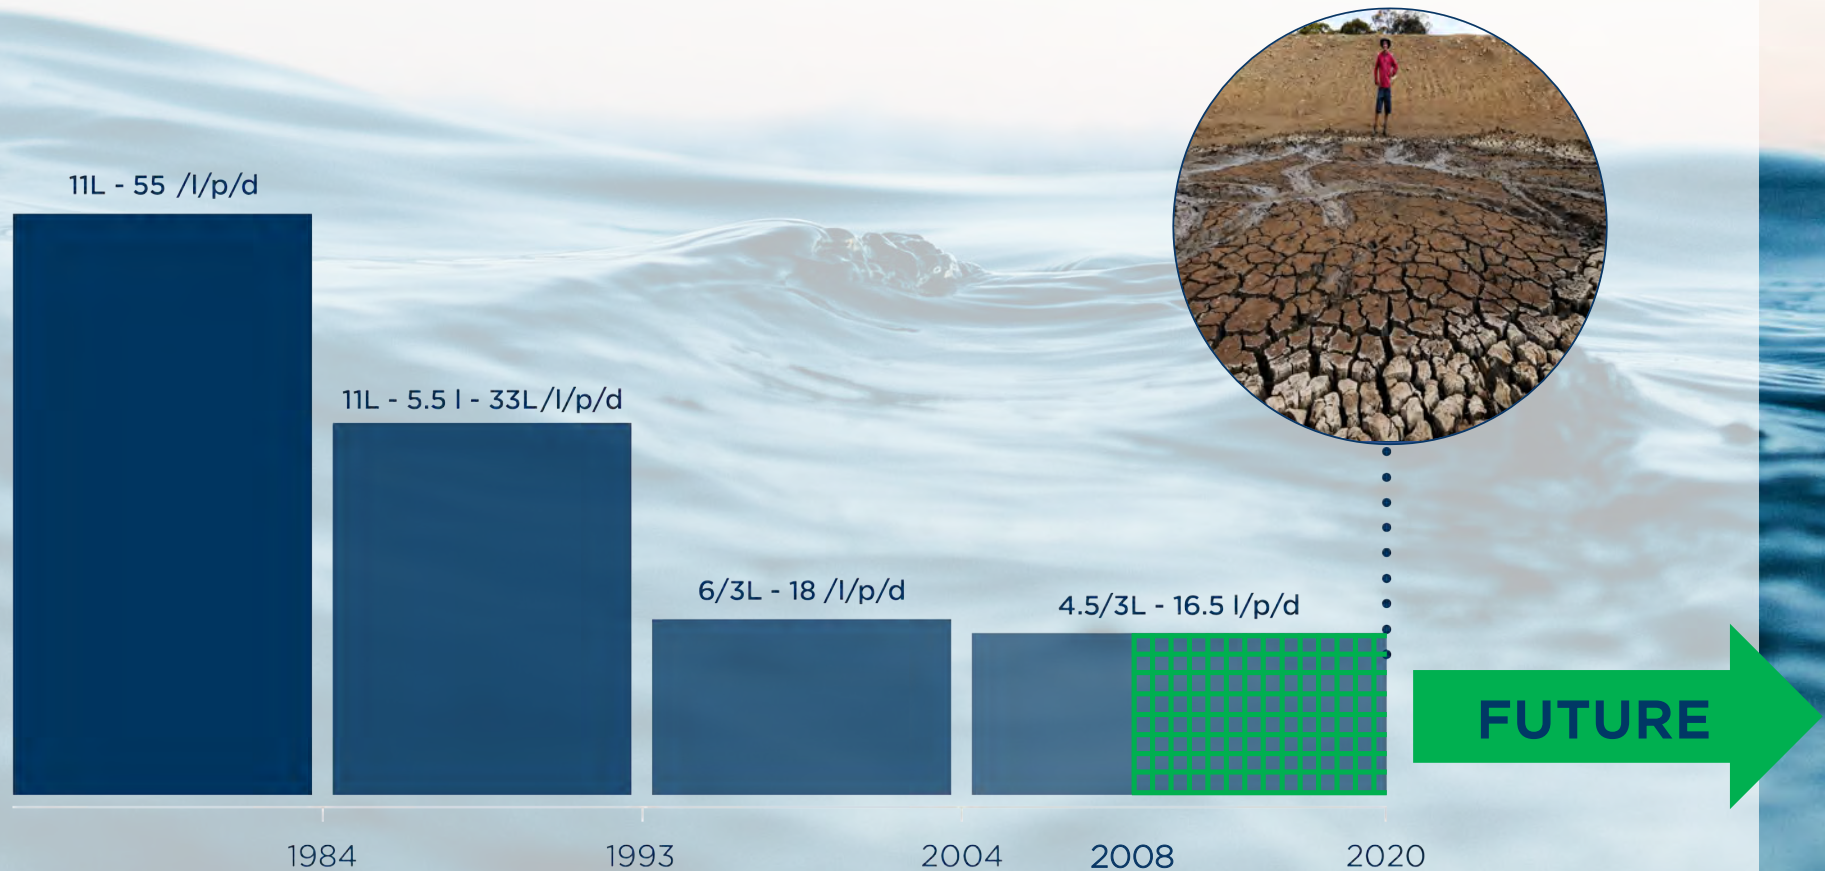 11L - 55 /l/p/d
11L - 5.5 l - 33L/l/p/d
6/3L - 18 /l/p/d
4.5/3L - 16.5 l/p/d
FUTURE
1984
1993
2004
2008
2020